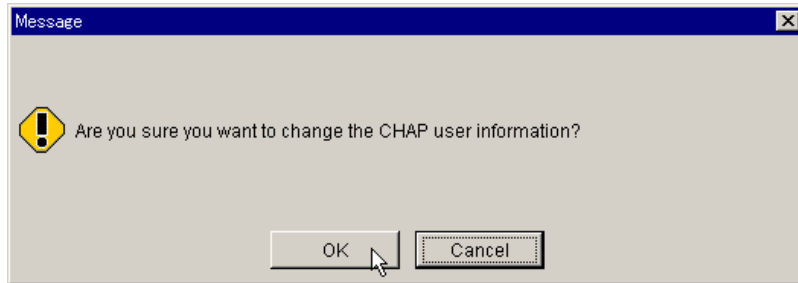 Message
Are you sure you want to change the CHAP user information?
OK
Cancel